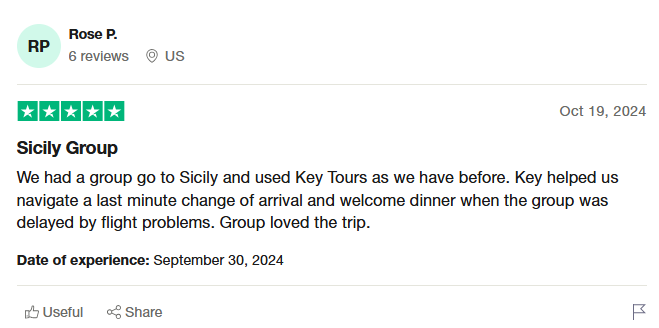 RP
Rose P.
6 reviews US
Oct 19, 2024
Sicily Group
We had a group go to Sicily and used Key Tours as we have before. Key helped us
navigate a last minute change of arrival and welcome dinner when the group was
delayed by flight problems. Group loved the trip.
Date of experience: September 30, 2024
Useful Share